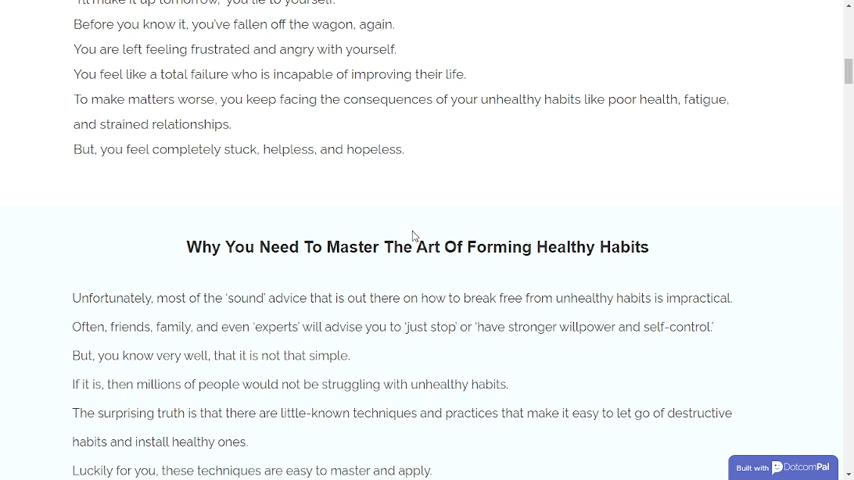 I'll make it up tomorrow,' you lie to yourself.
Before you know it, you've fallen off the wagon, again.
You are left feeling frustrated and angry with yourself.
You feel like a total failure who is incapable of improving their life.
To make matters worse, you keep facing the consequences of your unhealthy habits like poor health, fatigue,
and strained relationships.
But, you feel completely stuck, helpless, and hopeless.
Why You Need To Master The Art Of Forming Healthy Habits
Unfortunately, most of the 'sound' advice that is out there on how to break free from unhealthy habits is impractical.
Often, friends, family, and even 'experts' will advise you to 'just stop' or 'have stronger willpower and self-control.'
But, you know very well, that it is not that simple.
If it is, then millions of people would not be struggling with unhealthy habits.
The surprising truth is that there are little-known techniques and practices that make it easy to let go of destructive
habits and install healthy ones.
Luckily for you, these techniques are easy to master and apply.
Built with DotcomPal